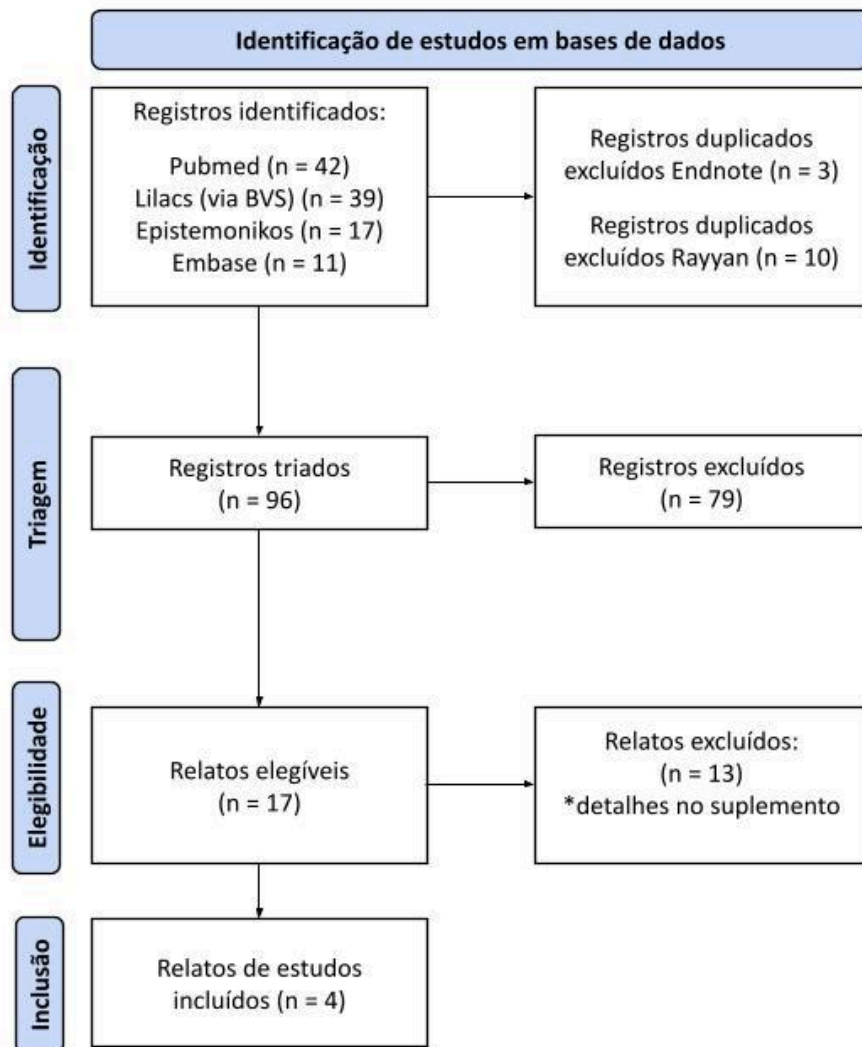 Identificação de estudos em bases de dados
Identificação
Registros identificados:
Pubmed (n = 42)
Lilacs (via BVS) (n = 39)
Epistemonikos (n = 17)
Embase (n = 11)
Registros duplicados
excluídos Endnote (n = 3)
Registros duplicados
excluídos Rayyan (n = 10)
Triagem
Registros triados
(n = 96)
Registros excluídos
(n = 79)
Elegibilidade
Relatos elegíveis
(n = 17)
Relatos excluídos:
(n = 13)
*detalhes no suplemento
Inclusão
Relatos de estudos
incluídos (n = 4)